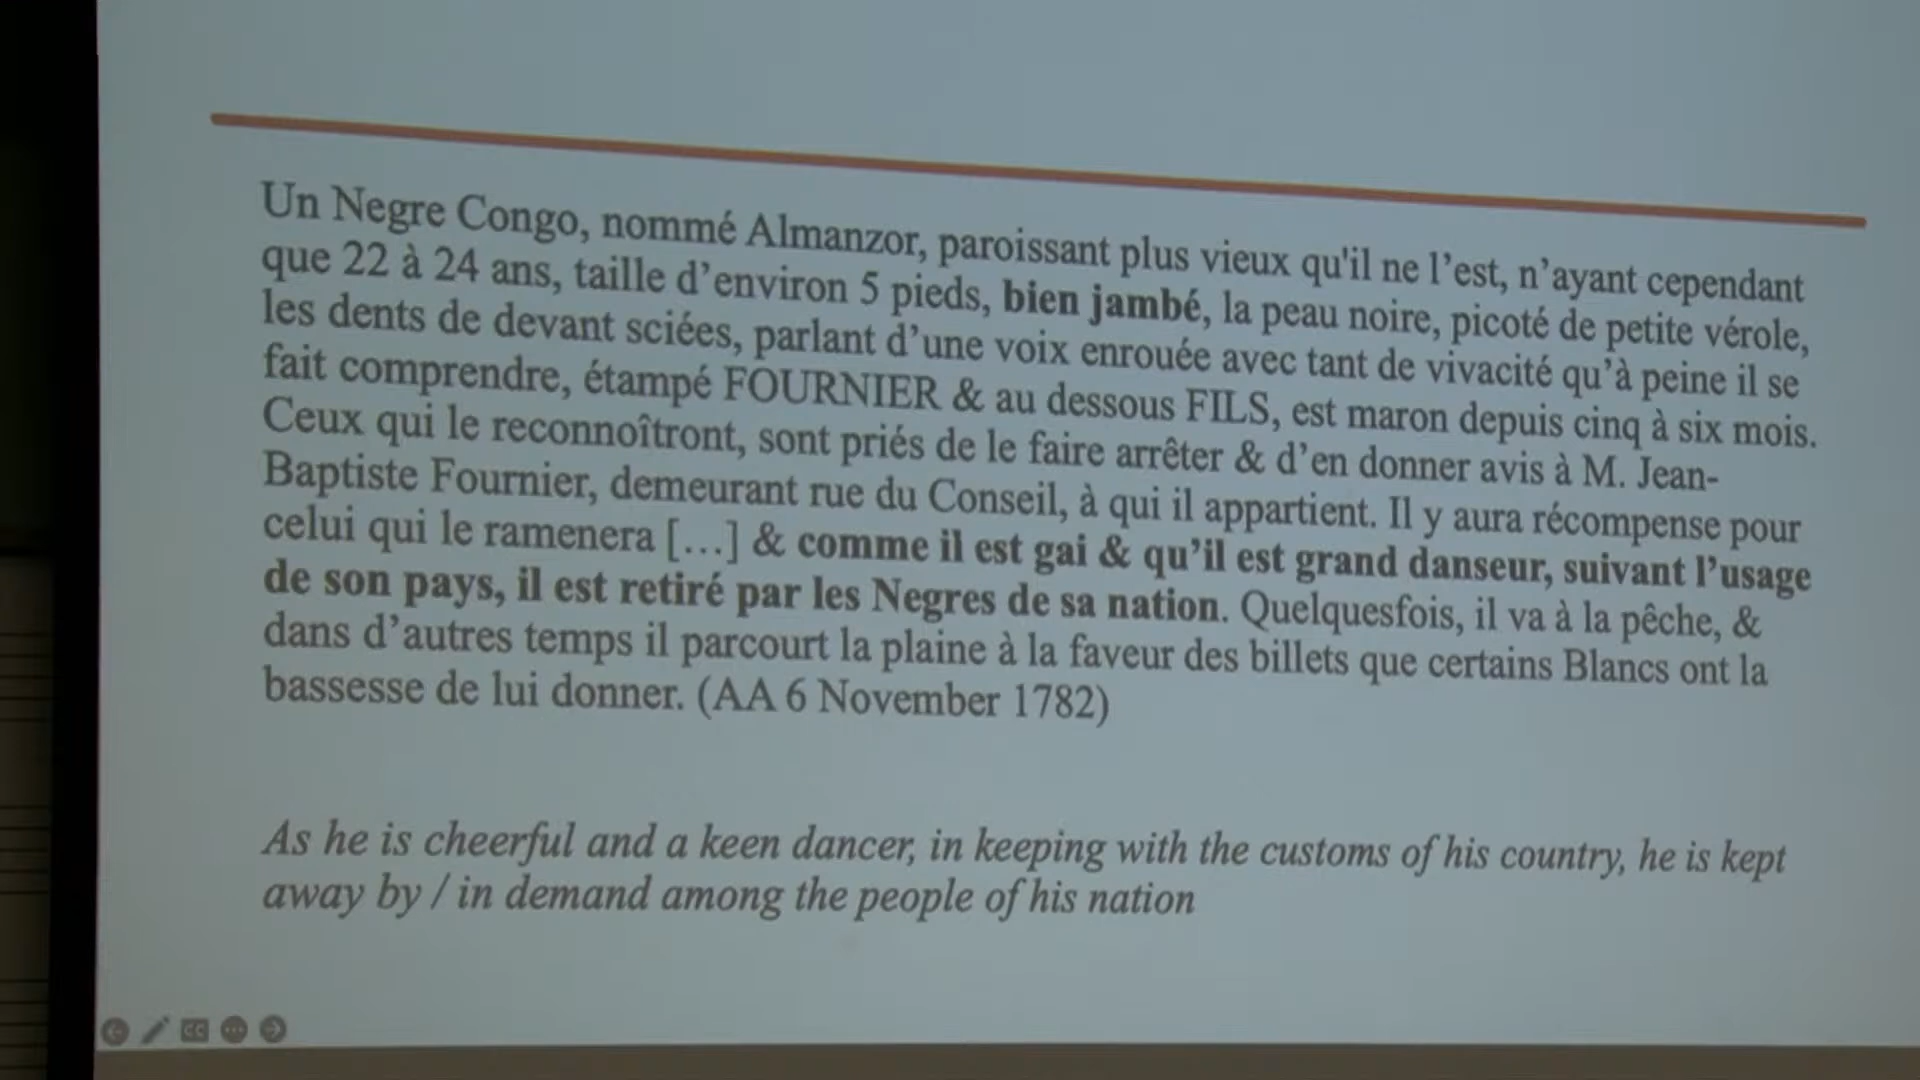 Un Negre Congo, nommé Almanzor, paroissant plus vieux qu'il ne l’est, n’ayant cependant
que 22 à 24 ans, taille d’environ 5 pieds, bien jambé, la peau noire, picoté de petite vérole,
les dents de devant sciées, parlant d’une voix enrouée avec tant de vivacité qu’à peine il se
fait comprendre, étampé FOURNIER & au dessous FILS, est maron depuis cinq à six mois.
Ceux qui le reconnoîtront, sont priés de le faire arrêter & d’en donner avis à M. Jean-
Baptiste Fournier, demeurant rue du Conseil, à qui il appartient. Il y aura récompense pour
celui qui le ramenera [...] & comme il est gai & qu’il est grand danseur, suivant l’usage
de son pays, il est retiré par les Negres de sa nation. Quelquesfois, il va à la pêche, &
dans d’autres temps il parcourt la plaine à la faveur des billets que certains Blancs ont la
bassesse de lui donner. (AA 6 November 1782)
As he is cheerful and a keen dancer, in keeping with the customs of his country, he is kept
away by / in demand among the people of his nation
CC